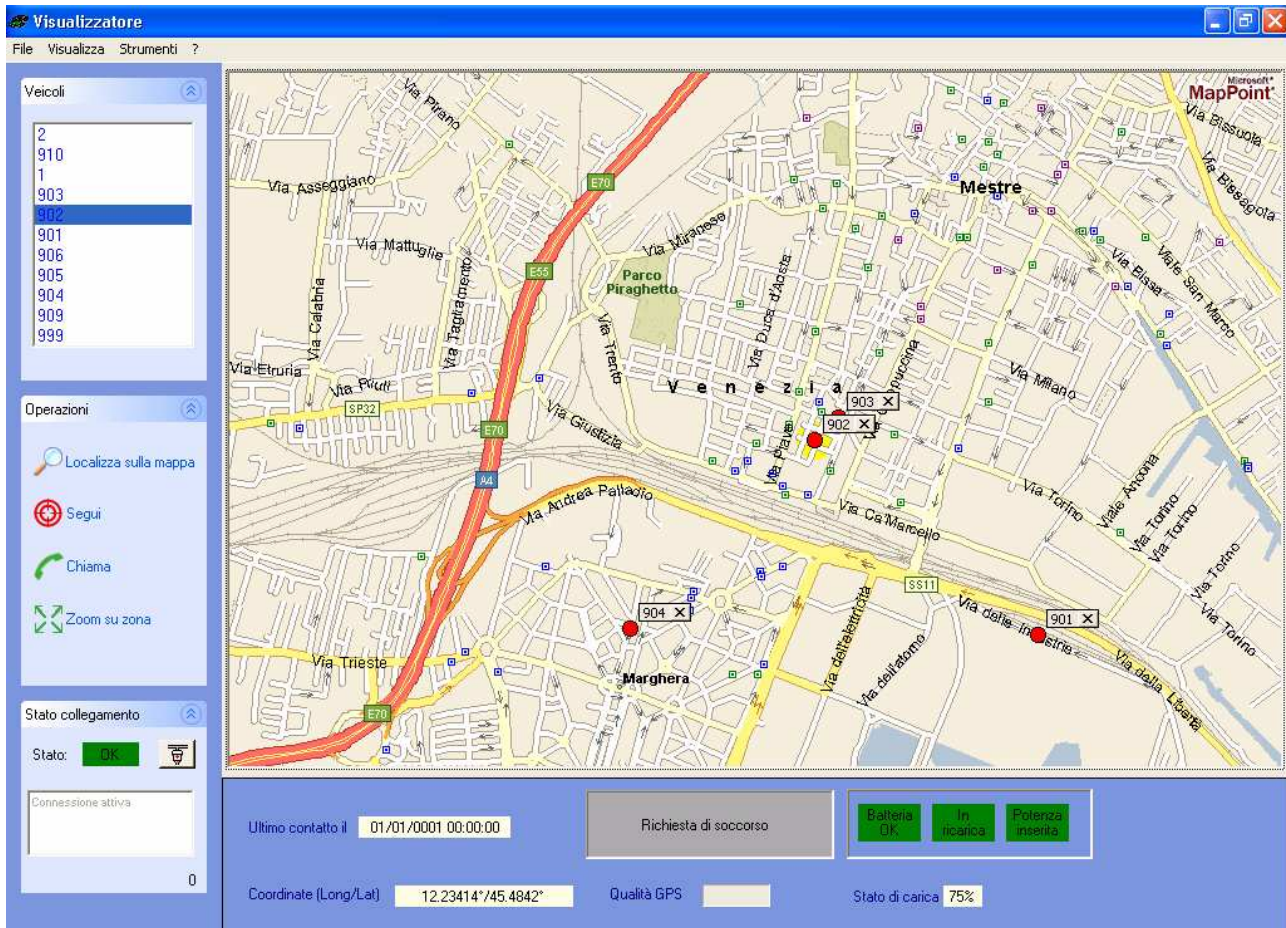 Visualizzatore
File Visualizza Strumenti ?
Veicoli
2
910
1
903
902
901
906
905
904
909
999
Operazioni
Localizza sulla mappa
Segui
Chiama
Zoom su zona
Stato collegamento
Stato: OK
Connessione attiva
0
Microsoft
MapPoint
Via Pirano
Via Bissuola
E70
Via Asseggiano
Mestre
Via Bissagola
Via Miranese
Via Mattuglie
E55
Parco
Piraghetto
Via Duca d'Aosta
Via Bissa
Viale San Marco
Via Calabria
Via Tagliamento
Via Trento
Via Etruria
Venezia
Via Milano
SP32
903
Via Giustizia
E70
902
Via Piave
A4
Via Andrea Palladio
Via Torino
Viale Ancona
Via Ca'Marcello
Via Torino
Via Torino
Via Torino
SS11
904
Via delle Industrie
901
Via Torino
Via Trieste
Via dell'elettricità
Via dell'atomo
Marghera
Via della Libertà
E70
Ultimo contatto il 01/01/0001 00:00:00
Richiesta di soccorso
Batteria OK
In ricarica
Potenza inserita
Coordinate (Long/Lat) 12.23414°/45.4842°
Qualità GPS
Stato di carica 75%